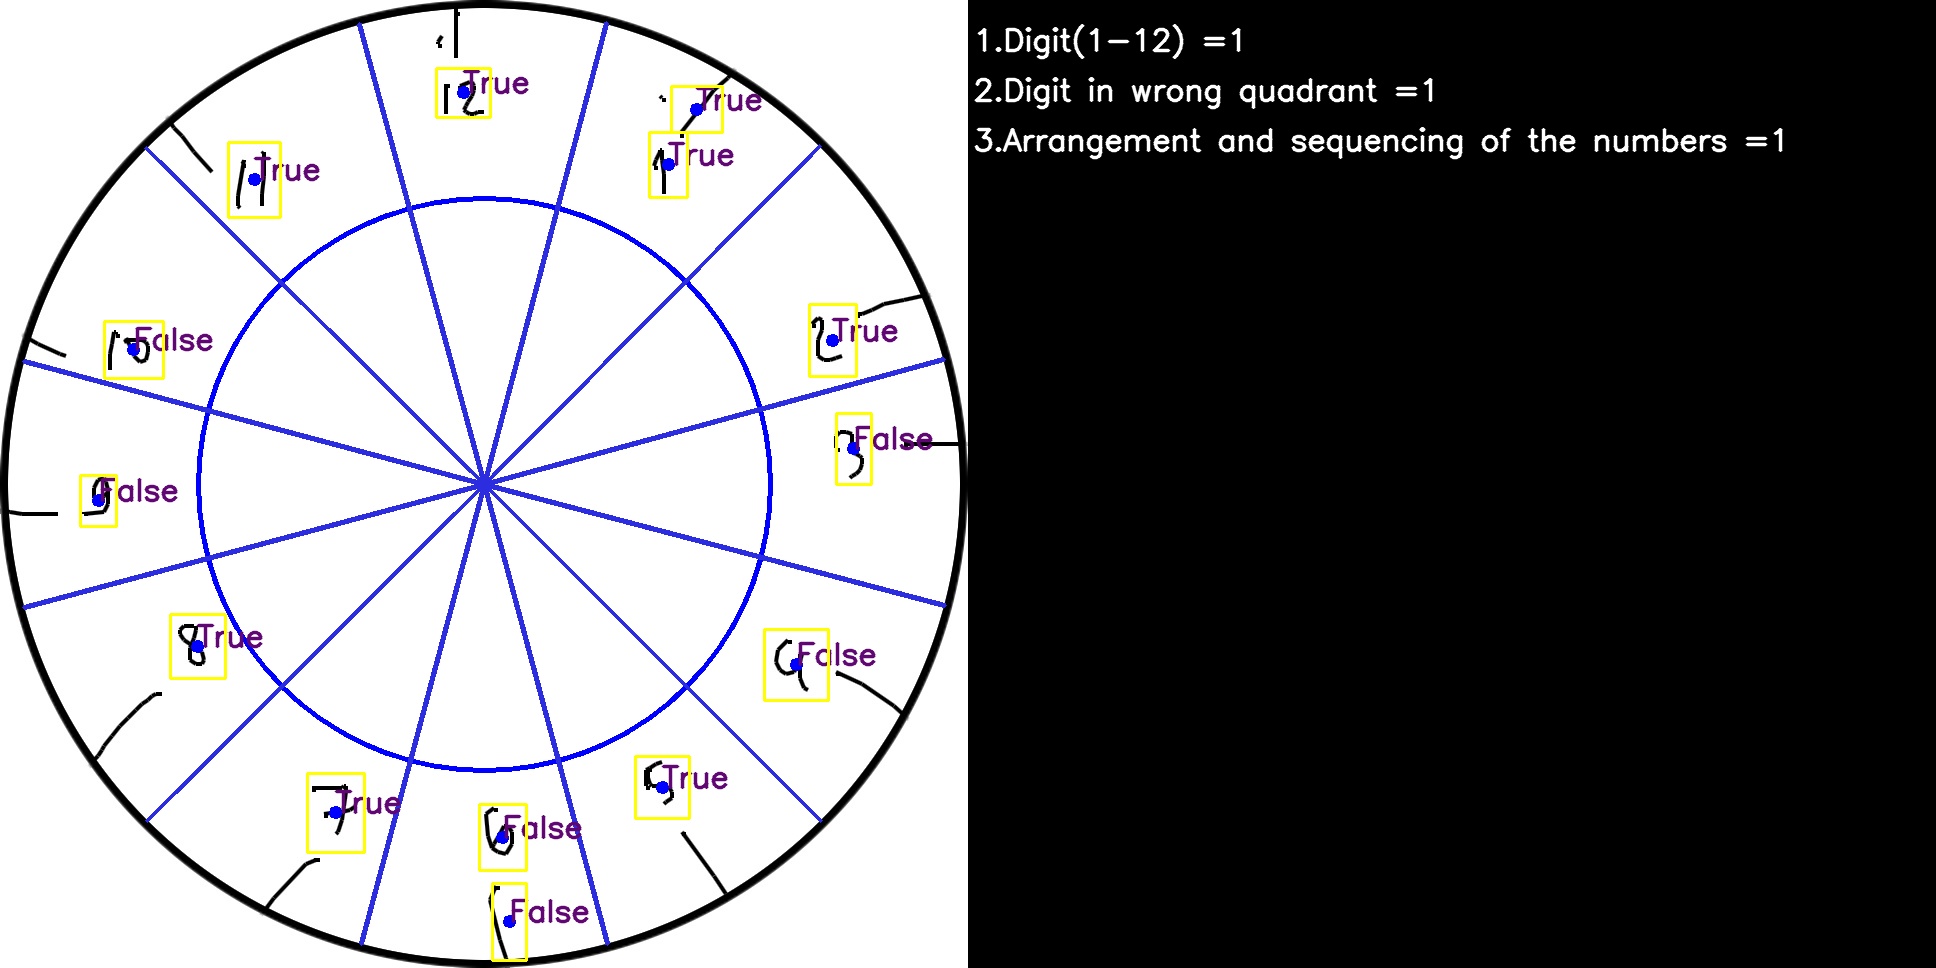 1.Digit(1-12) =1
2.Digit in wrong quadrant =1
3.Arrangement and sequencing of the numbers =1
True
12
True
True
1
True
11
True
2
False
10
False
3
False
9
True
8
False
4
True
5
True
7
False
6
False